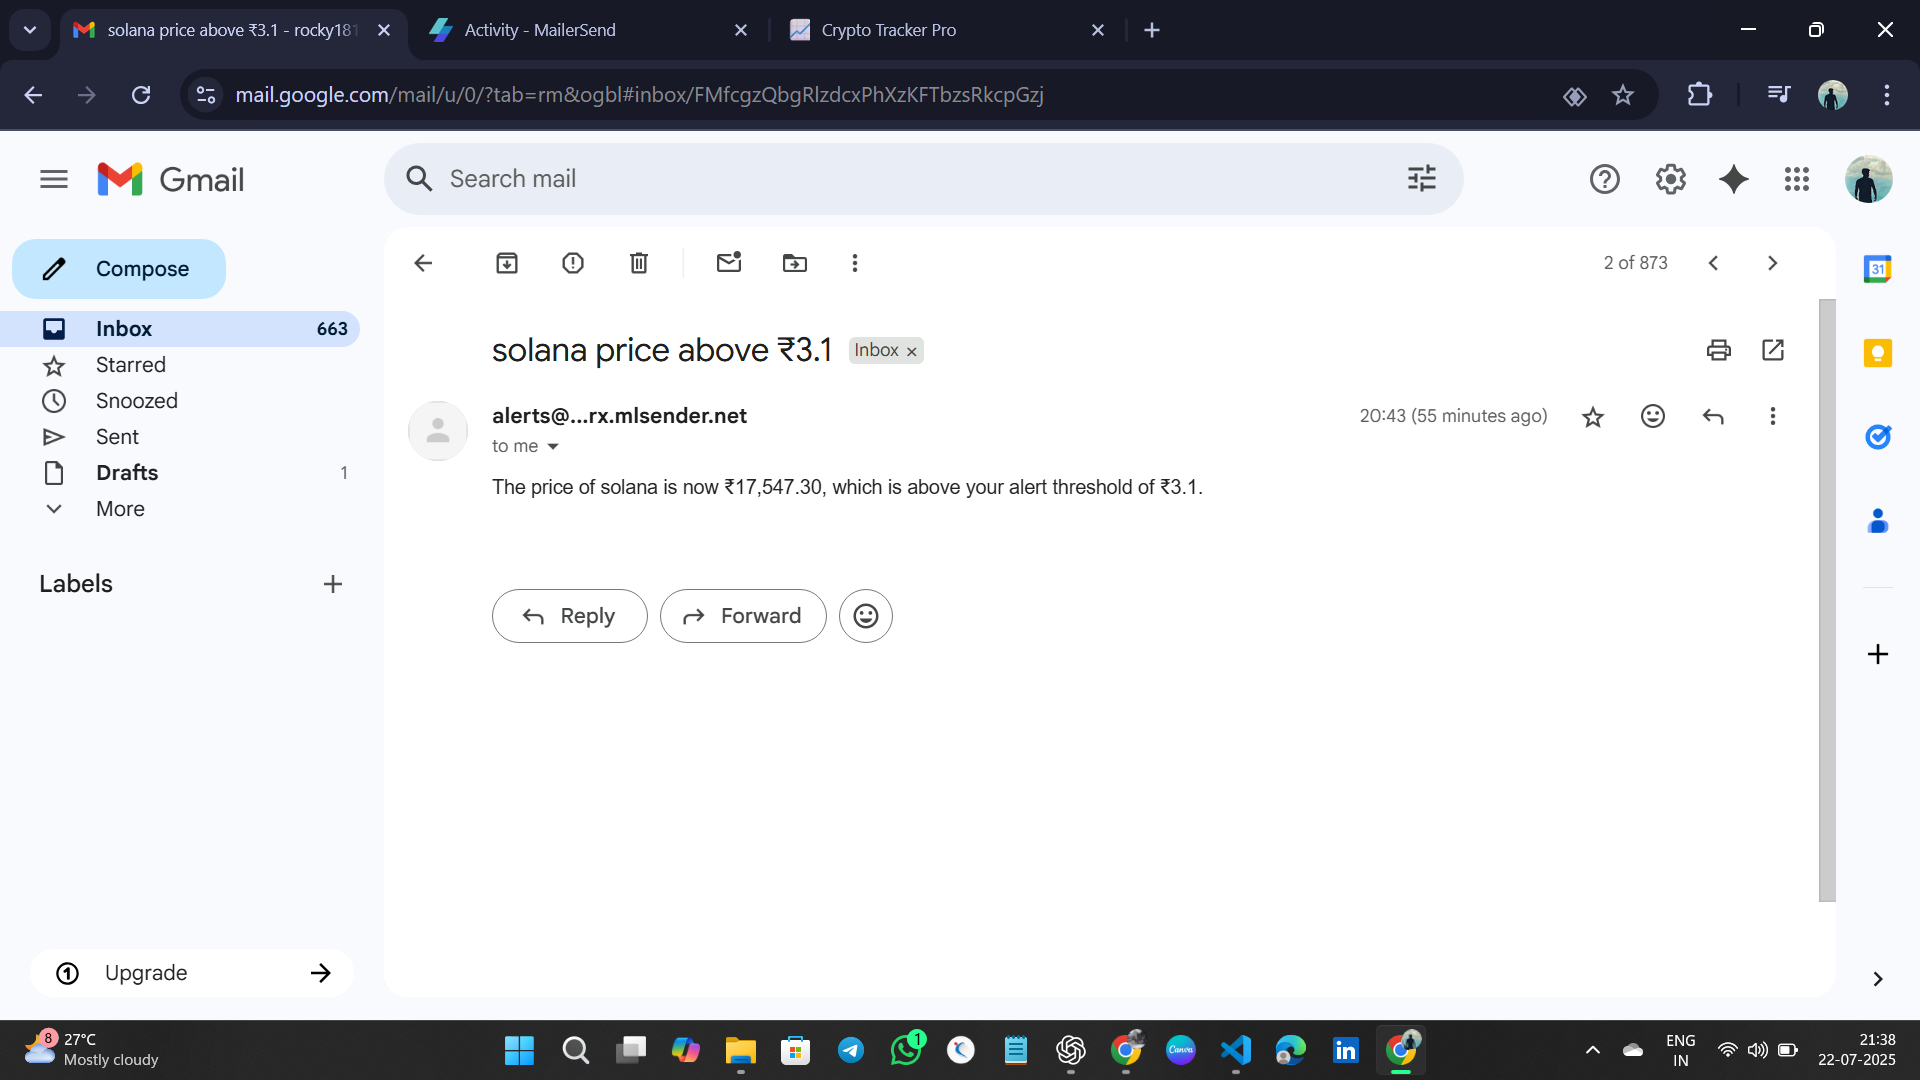 solana price above ₹3.1 - rocky181
Activity - MailerSend
Crypto Tracker Pro
mail.google.com/mail/u/0/?tab=rm&ogbl#inbox/FMfcgzQbgRlzdcxPhXzKFTbzsRkcpGzj
Gmail
Search mail
Compose
2 of 873
31
Inbox 663
Starred
Snoozed
Sent
Drafts 1
More
Labels
solana price above ₹3.1 Inbox ×
alerts@...rx.mlsender.net
20:43 (55 minutes ago)
to me
The price of solana is now ₹17,547.30, which is above your alert threshold of ₹3.1.
Reply
Forward
1 Upgrade
8
27°C
Mostly cloudy
1
Canva
in
ENG
IN
21:38
22-07-2025